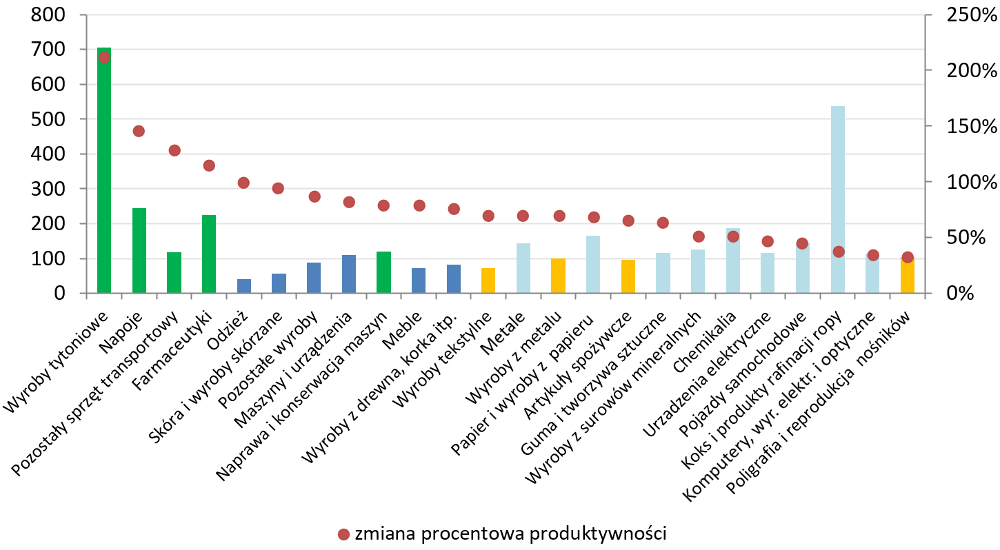 800
700
600
500
400
300
200
100
0
250%
200%
150%
100%
50%
0%
Wyroby tytoniowe
Napoje
Pozostały sprzęt transportowy
Farmaceutyki
Odzież
Skóra i wyroby skórzane
Pozostałe wyroby
Maszyny i urządzenia
Naprawa i konserwacja maszyn
Meble
Wyroby z drewna, korka itp.
Wyroby tekstylne
Metale
Wyroby z metalu
Papier i wyroby z papieru
Artykuły spożywcze
Guma i tworzywa sztuczne
Wyroby z surowów mineralnych
Chemikalia
Urzadzenia elektryczne
Pojazdy samochodowe
Koks i produkty rafinacji ropy
Komputery, wyr. elektr. i optyczne
Poligrafia i reprodukcja nośników
zmiana procentowa produktywności